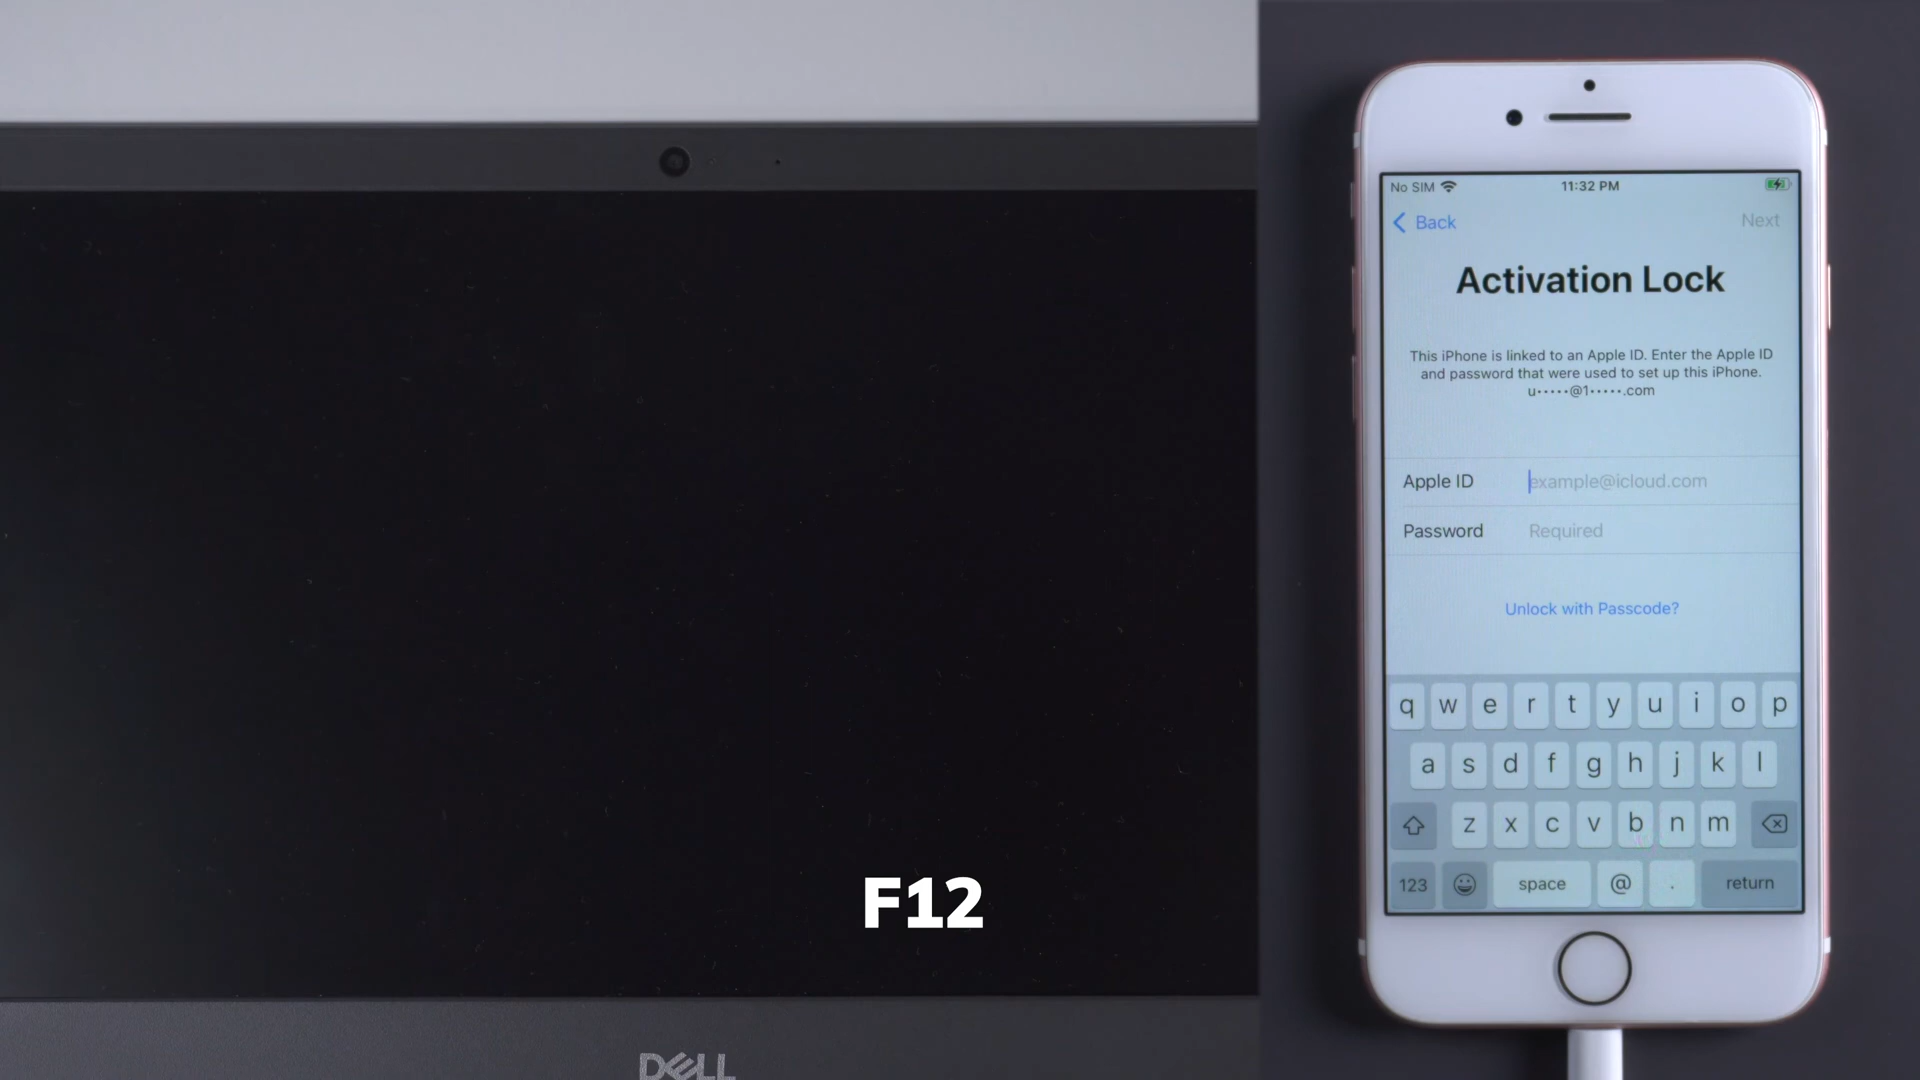 F12
DELL
No SIM
11:32 PM
Back
Next
Activation Lock
This iPhone is linked to an Apple ID. Enter the Apple ID
and password that were used to set up this iPhone.
u•••••@1•••••.com
Apple ID
example@icloud.com
Password
Required
Unlock with Passcode?
q w e r t y u i o p
a s d f g h j k l
z x c v b n m
123 space @ . return